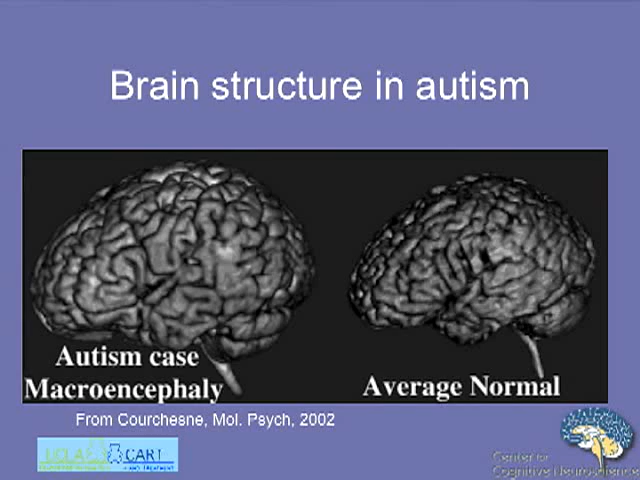 Brain structure in autism
Autism case
Macroencephaly
Average Normal
From Courchesne, Mol. Psych, 2002
UCLA CART
Center for
Cognitive Neuroscience